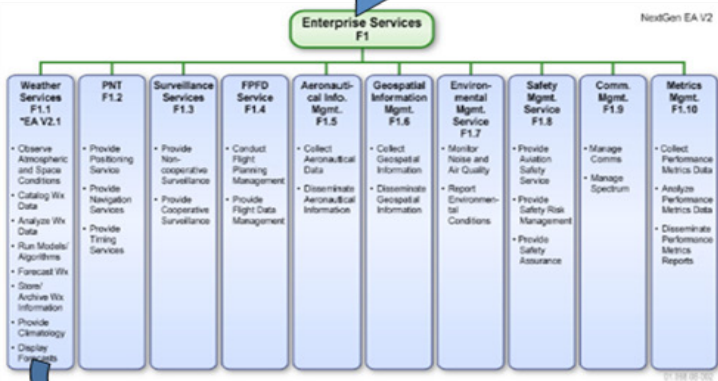 Enterprise Services
F1
NextGen EA V2
Weather
Services
F1.1
*EA V2.1
• Observe
Atmospheric
and Space
Conditions
• Catalog Wx
Data
• Analyze Wx
Data
• Run Models/
Algorithms
• Forecast Wx
• Store/
Archive Wx
Information
• Provide
Climatology
• Display
Forecasts
PNT
F1.2
• Provide
Positioning
Service
• Provide
Navigation
Services
• Provide
Timing
Services
Surveillance
Services
F1.3
• Provide
Non-
cooperative
Surveillance
• Provide
Cooperative
Surveillance
FPFD
Service
F1.4
• Conduct
Flight
Planning
Management
• Provide
Flight Data
Management
Aeronauti-
cal Info.
Mgmt.
F1.5
• Collect
Aeronautical
Data
• Disseminate
Aeronautical
Information
Geospatial
Information
Mgmt.
F1.6
• Collect
Geospatial
Information
• Disseminate
Geospatial
Information
Environ-
mental
Mgmt.
Service
F1.7
• Monitor
Noise and
Air Quality
• Report
Environmen-
tal
Conditions
Safety
Mgmt.
Service
F1.8
• Provide
Aviation
Safety
Service
• Provide
Safety Risk
Management
• Provide
Safety
Assurance
Comm.
Mgmt.
F1.9
• Manage
Comms
• Manage
Spectrum
Metrics
Mgmt.
F1.10
• Collect
Performance
Metrics Data
• Analyze
Performance
Metrics Data
• Disseminate
Performance
Metrics
Reports